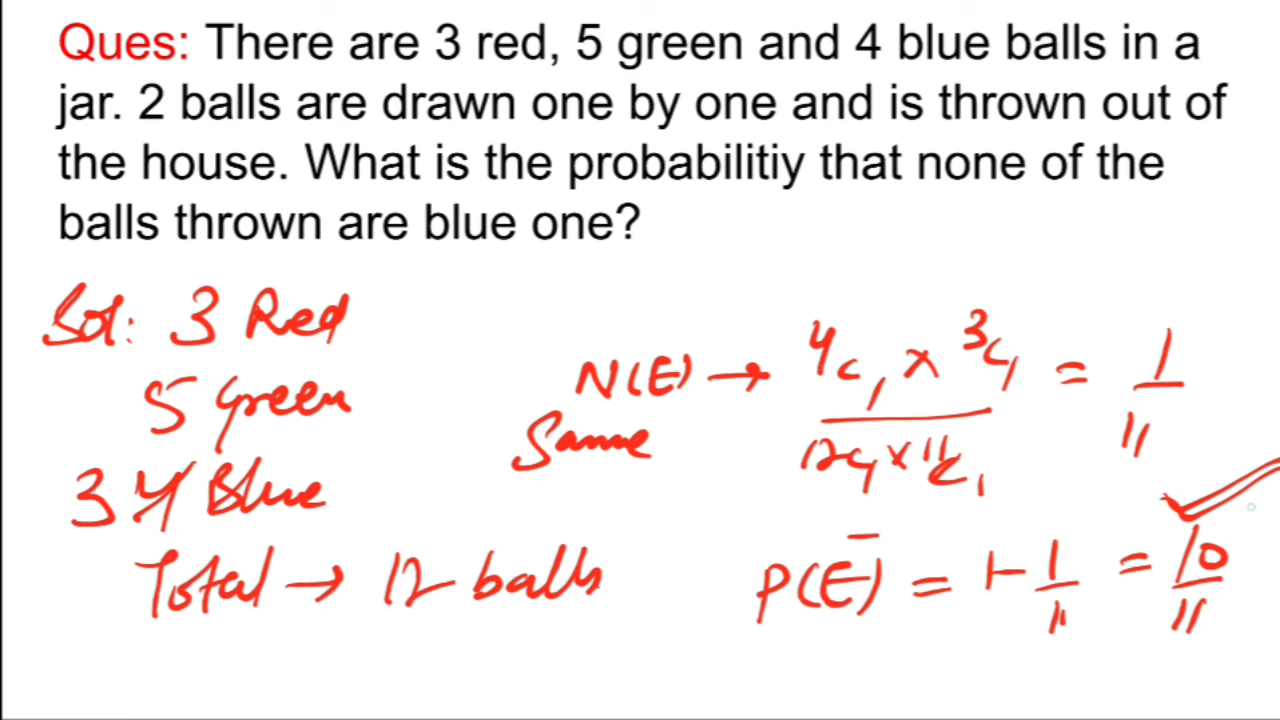 Ques: There are 3 red, 5 green and 4 blue balls in a
jar. 2 balls are drawn one by one and is thrown out of
the house. What is the probabilitiy that none of the
balls thrown are blue one?
Sol: 3 Red
5 Green
3 4 Blue
Total → 12 balls
N(E) → 4C1 × 3C1 / 12C1 × 11C1 = 1/11
Same
P(Ē) = 1 - 1/11 = 10/11